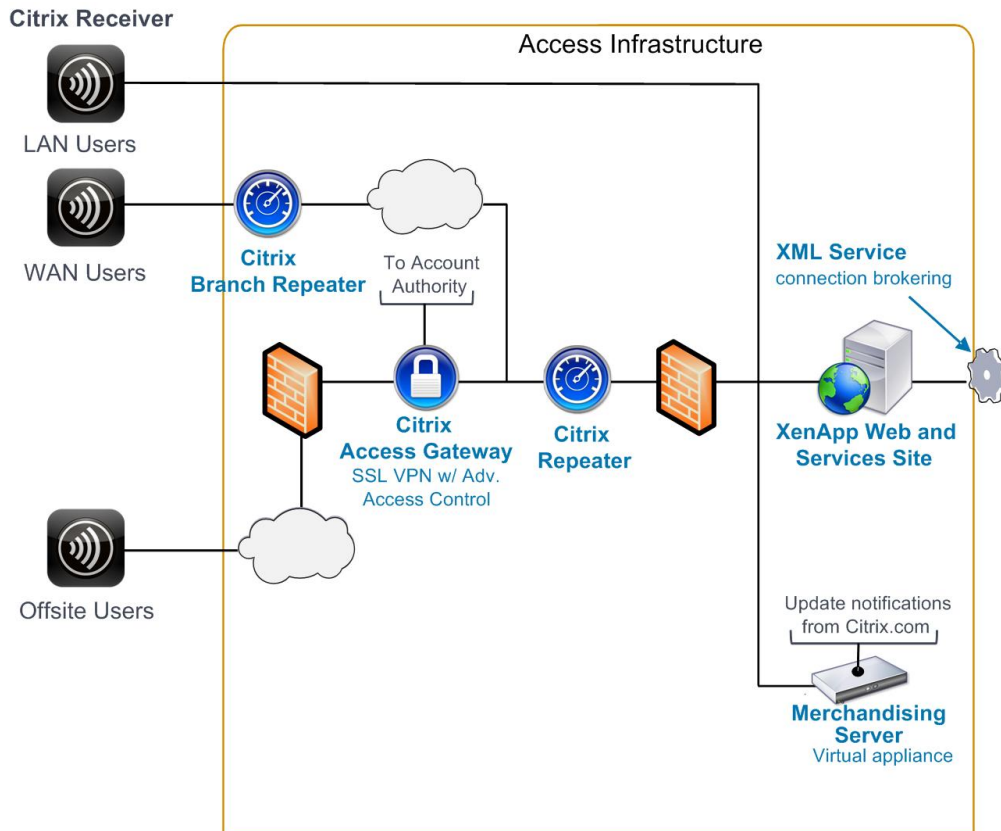 Citrix Receiver
Access Infrastructure
LAN Users
WAN Users
Citrix
Branch Repeater
To Account
Authority
XML Service
connection brokering
Citrix
Access Gateway
SSL VPN w/ Adv.
Access Control
Citrix
Repeater
XenApp Web and
Services Site
Offsite Users
Update notifications
from Citrix.com
Merchandising
Server
Virtual appliance